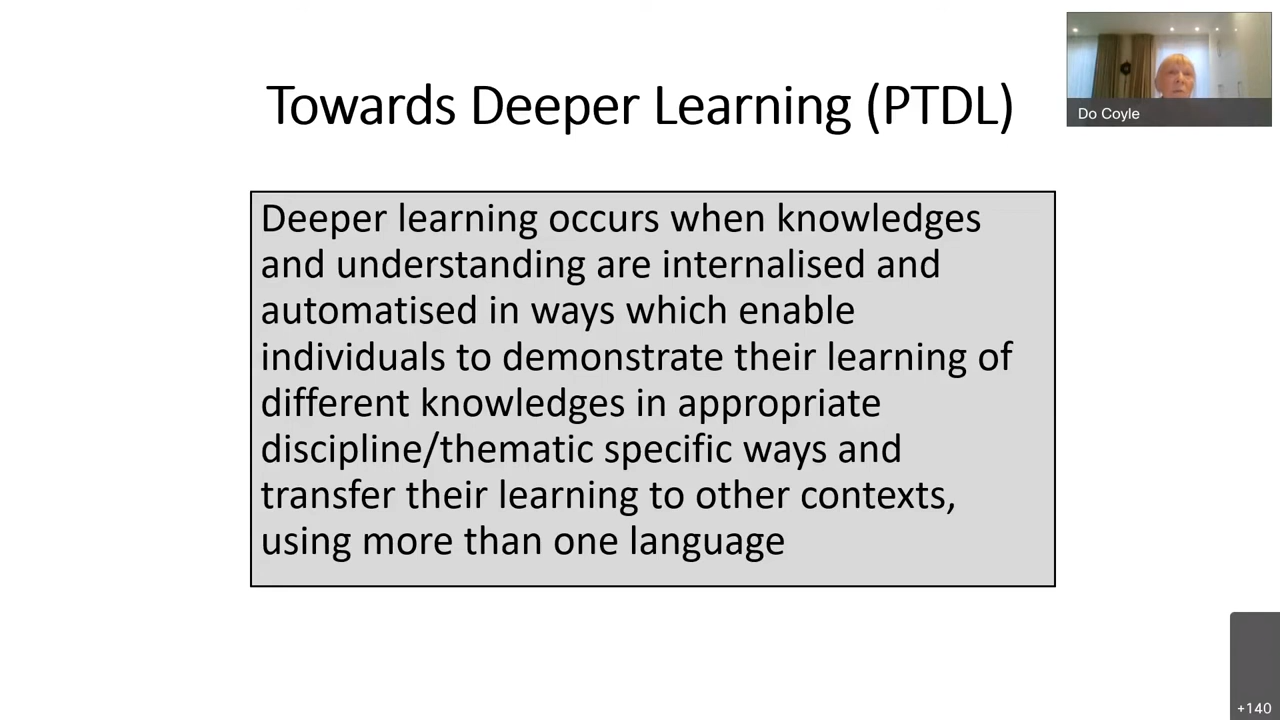 Towards Deeper Learning (PTDL)
Do Coyle
Deeper learning occurs when knowledges
and understanding are internalised and
automatised in ways which enable
individuals to demonstrate their learning of
different knowledges in appropriate
discipline/thematic specific ways and
transfer their learning to other contexts,
using more than one language
+140